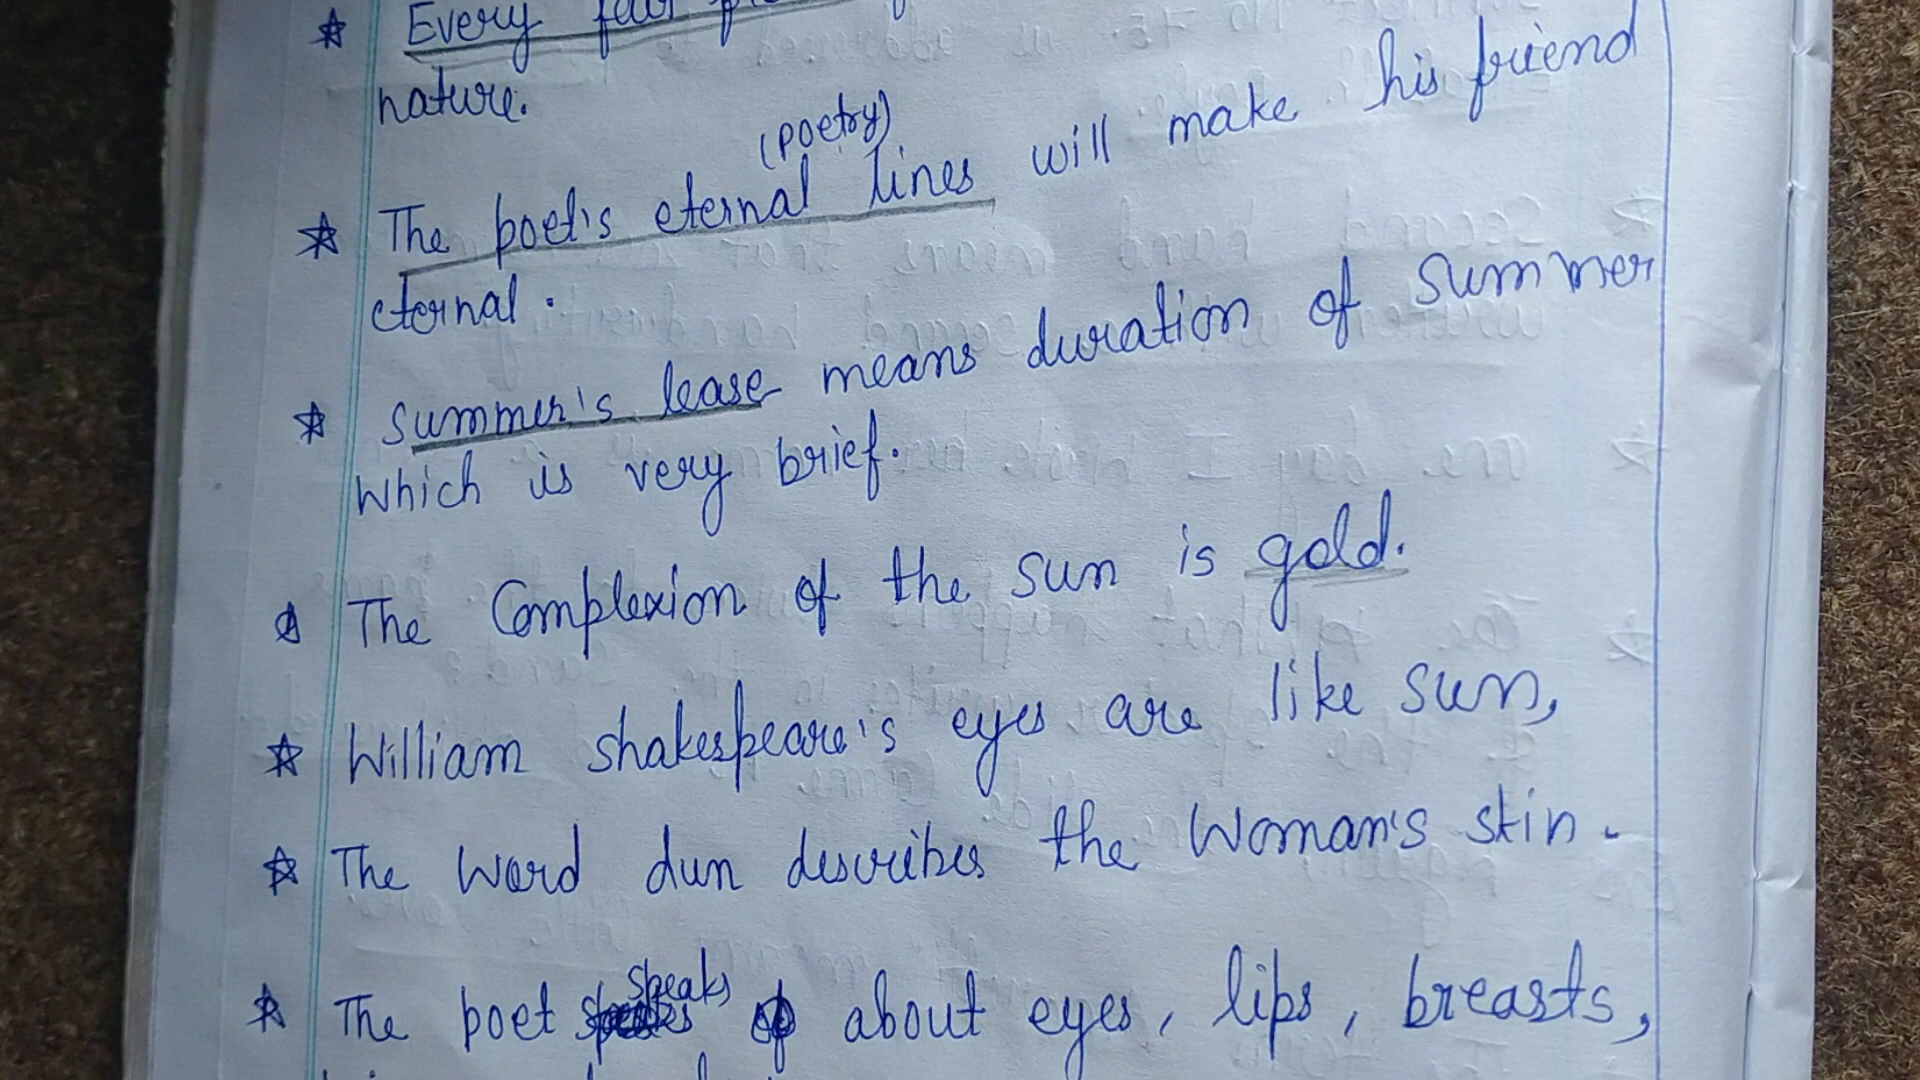 ★ Every fair
nature.
(poetry)
★ The poet's eternal lines will make his friend
eternal.
★ Summer's lease means duration of summer
which is very brief.
★ The Complexion of the sun is gold.
★ William shakespeare's eyes are like sun,
★ The word dun describes the Woman's skin.
speaks
★ The poet about eyes, lips, breasts,